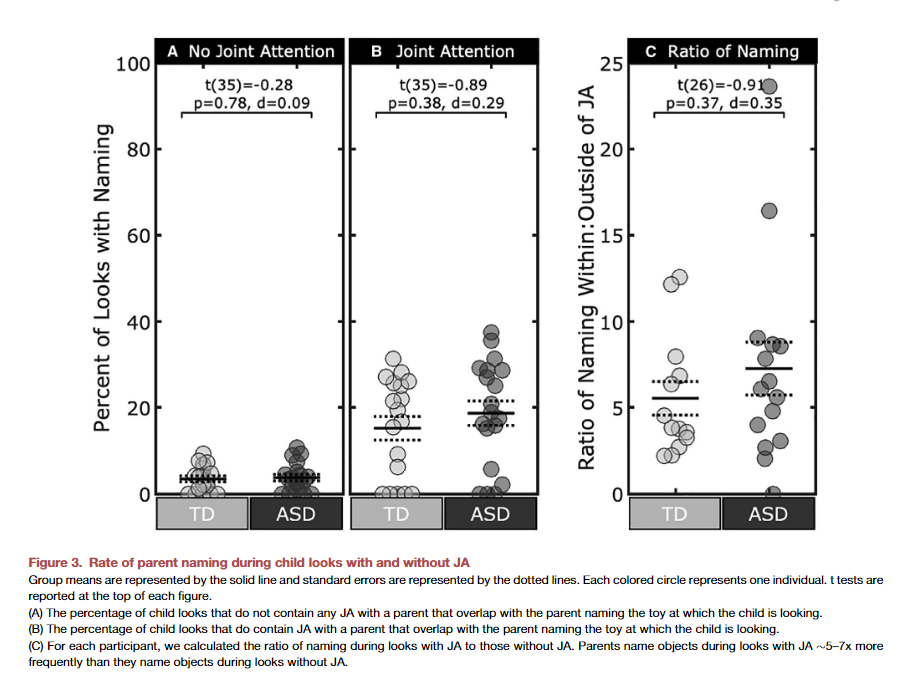 A No Joint Attention
B Joint Attention
C Ratio of Naming
t(35)=-0.28
p=0.78, d=0.09
t(35)=-0.89
p=0.38, d=0.29
t(26)=-0.91
p=0.37, d=0.35
Percent of Looks with Naming
100
80
60
40
20
0
Ratio of Naming Within:Outside of JA
25
20
15
10
5
0
TD
ASD
TD
ASD
TD
ASD
Figure 3. Rate of parent naming during child looks with and without JA
Group means are represented by the solid line and standard errors are represented by the dotted lines. Each colored circle represents one individual. t tests are
reported at the top of each figure.
(A) The percentage of child looks that do not contain any JA with a parent that overlap with the parent naming the toy at which the child is looking.
(B) The percentage of child looks that do contain JA with a parent that overlap with the parent naming the toy at which the child is looking.
(C) For each participant, we calculated the ratio of naming during looks with JA to those without JA. Parents name objects during looks with JA ~5–7x more
frequently than they name objects during looks without JA.